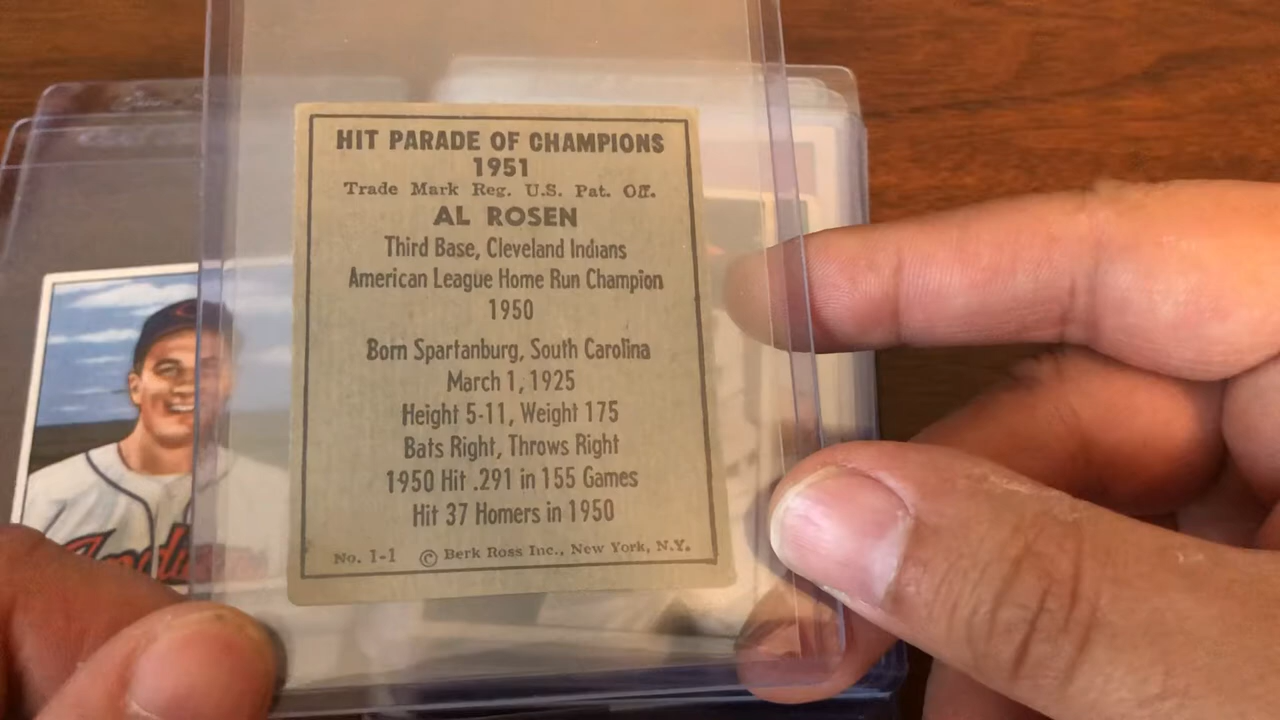 HIT PARADE OF CHAMPIONS
1951
Trade Mark Reg. U.S. Pat. Off.
AL ROSEN
Third Base, Cleveland Indians
American League Home Run Champion
1950
Born Spartanburg, South Carolina
March 1, 1925
Height 5-11, Weight 175
Bats Right, Throws Right
1950 Hit .291 in 155 Games
Hit 37 Homers in 1950
No. 1-1 © Berk Ross Inc., New York, N.Y.
Indians